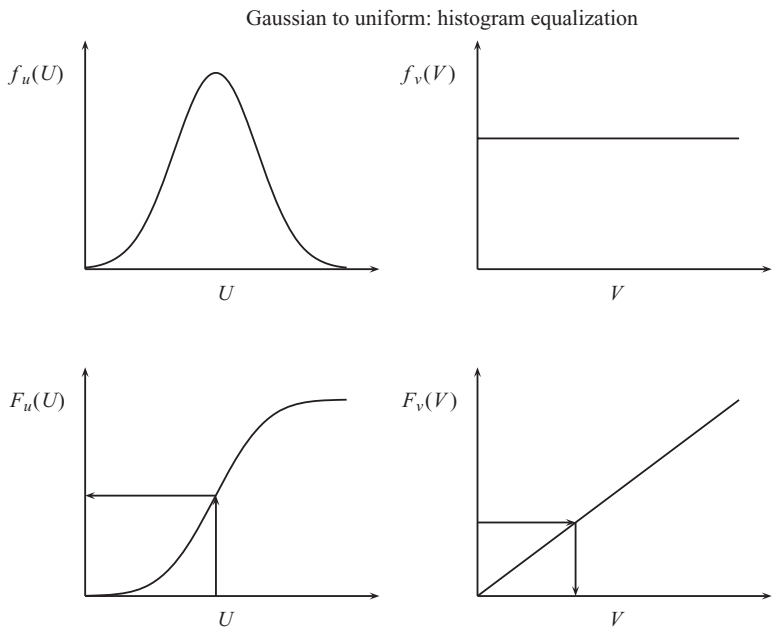 Gaussian to uniform: histogram equalization
f_u(U)
f_v(V)
U
V
F_u(U)
F_v(V)
U
V